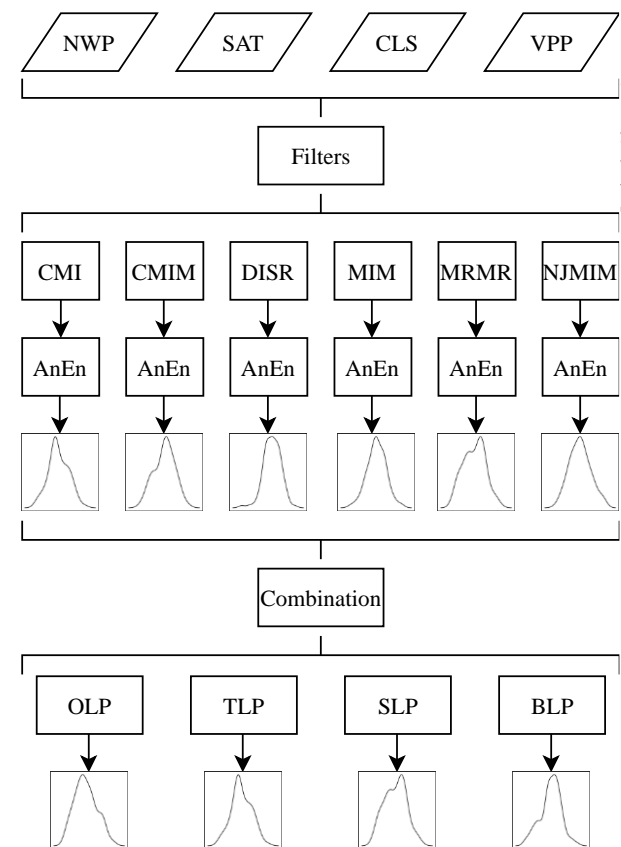 NWP SAT CLS VPP
Filters
CMI CMIM DISR MIM MRMR NJMIM
AnEn AnEn AnEn AnEn AnEn AnEn
Combination
OLP TLP SLP BLP